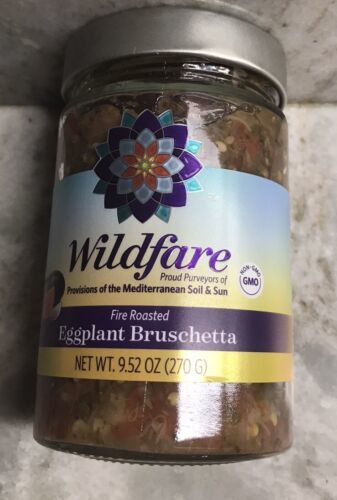 Wildfare
Proud Purveyors of
Provisions of the Mediterranean Soil & Sun
NON-GMO
GMO
Fire Roasted
Eggplant Bruschetta
NET WT. 9.52 OZ (270 G)